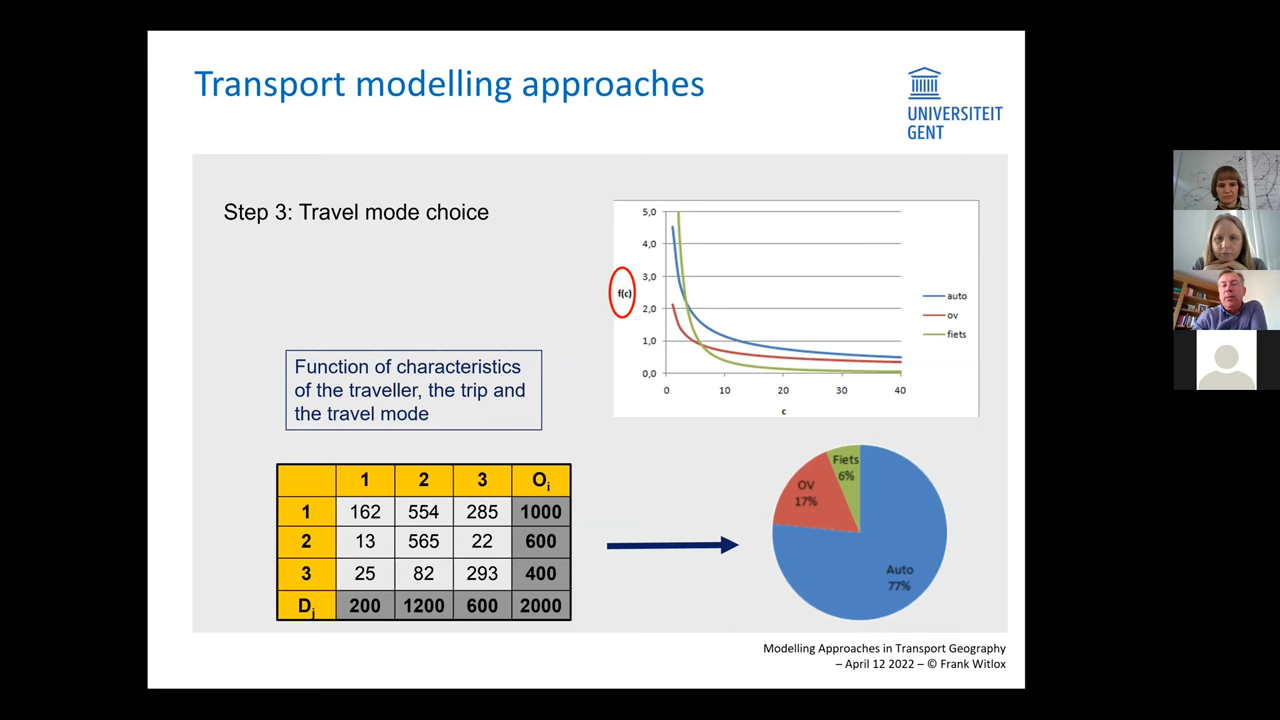 Transport modelling approaches
UNIVERSITEIT
GENT
Step 3: Travel mode choice
5,0
4,0
3,0
2,0
1,0
0,0
f(c)
0 10 20 30 40
c
auto
ov
fiets
Function of characteristics
of the traveller, the trip and
the travel mode
1 2 3 Oi
1 162 554 285 1000
2 13 565 22 600
3 25 82 293 400
Dj 200 1200 600 2000
Fiets
6%
OV
17%
Auto
77%
Modelling Approaches in Transport Geography
– April 12 2022 – © Frank Witlox